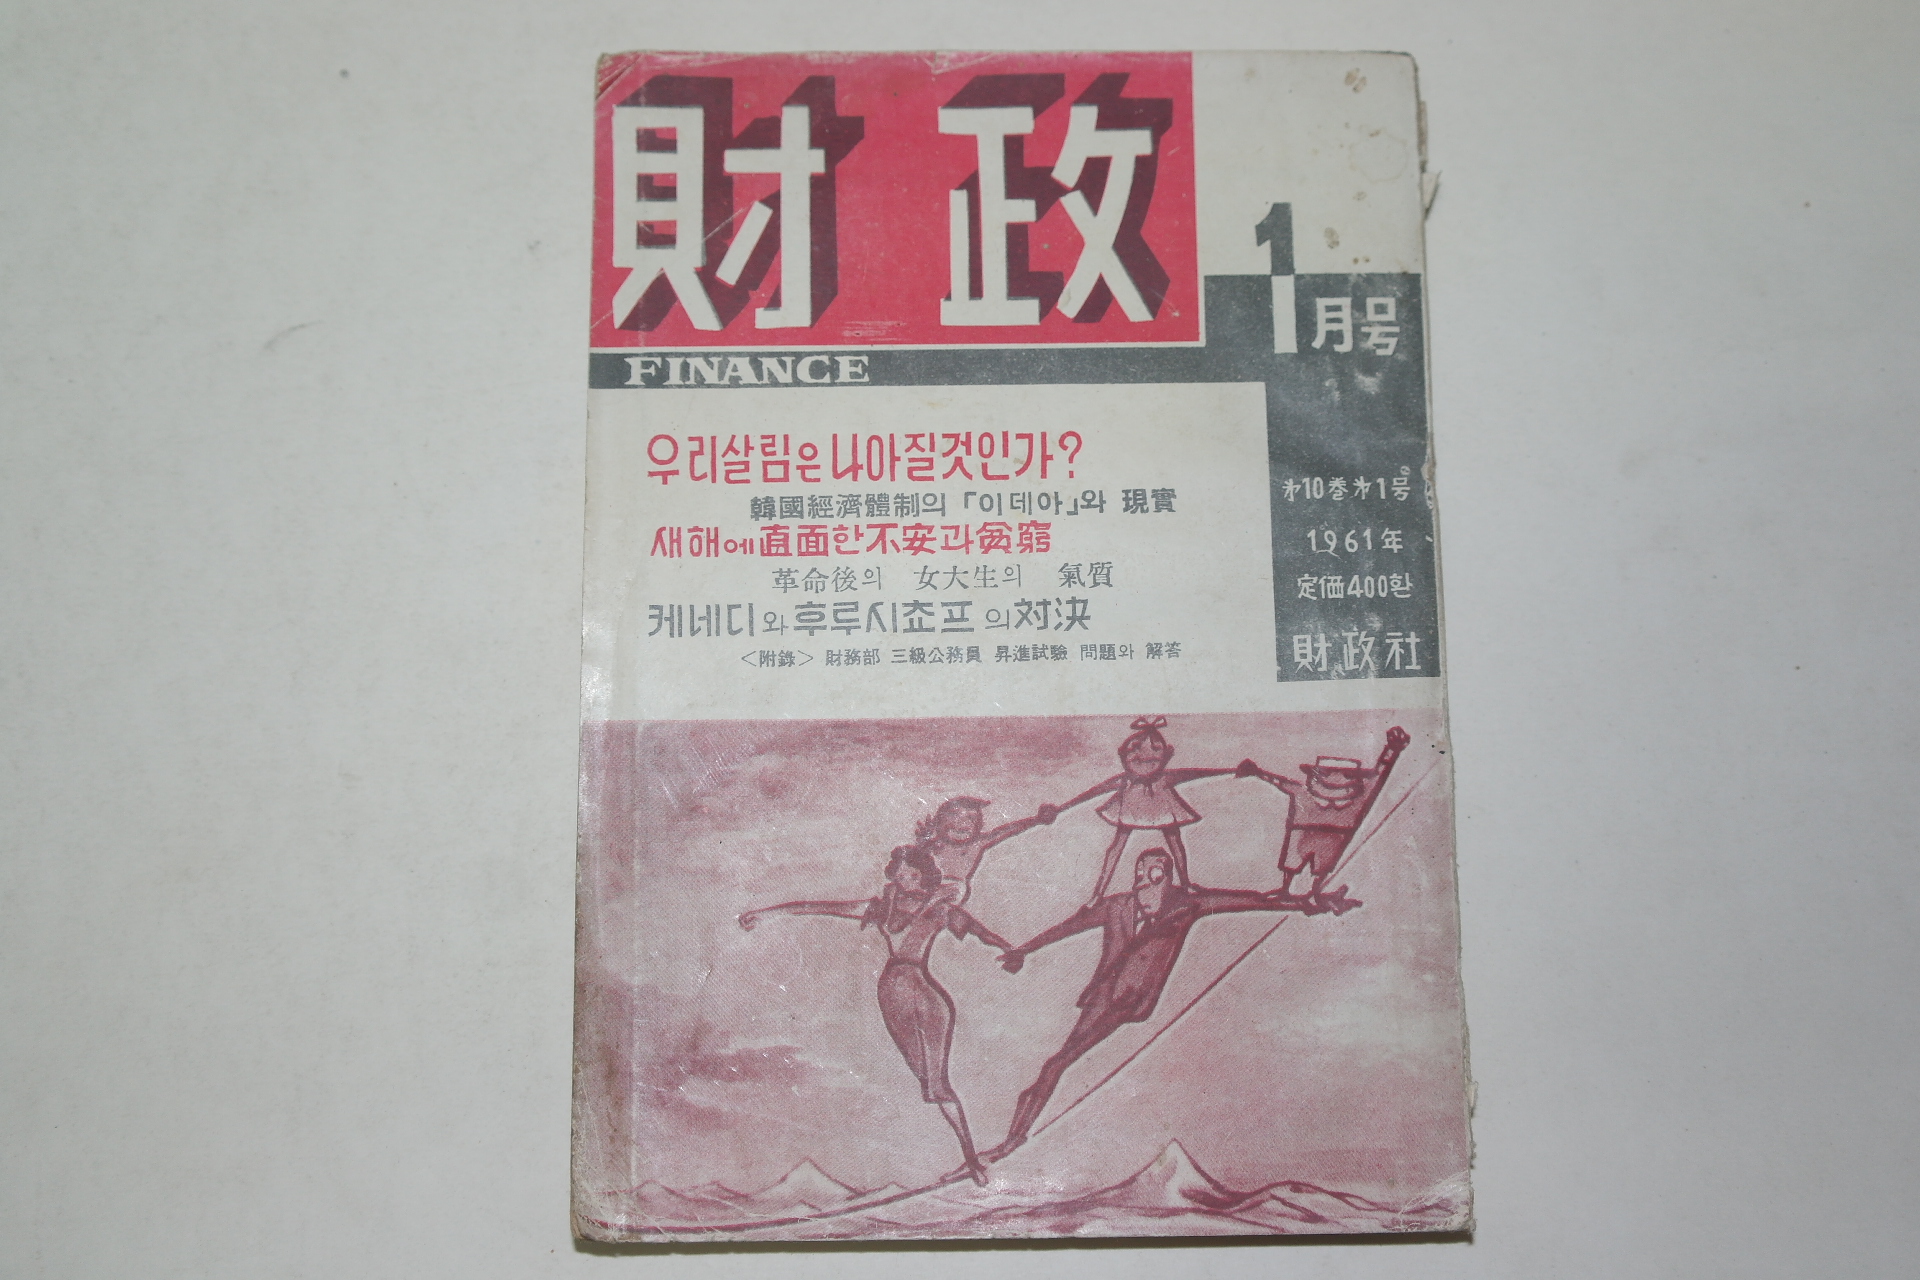 財政
1月号
FINANCE
우리살림은 나아질것인가?
韓國經濟體制의「이데아」와 現實
새해에直面한不安과貧窮
革命後의 女大生의 氣質
케네디와후루시쵸프의対決
<附錄> 財務部 三級公務員 昇進試驗 問題와 解答
第10巻第1号
1961年
定価400환
財政社